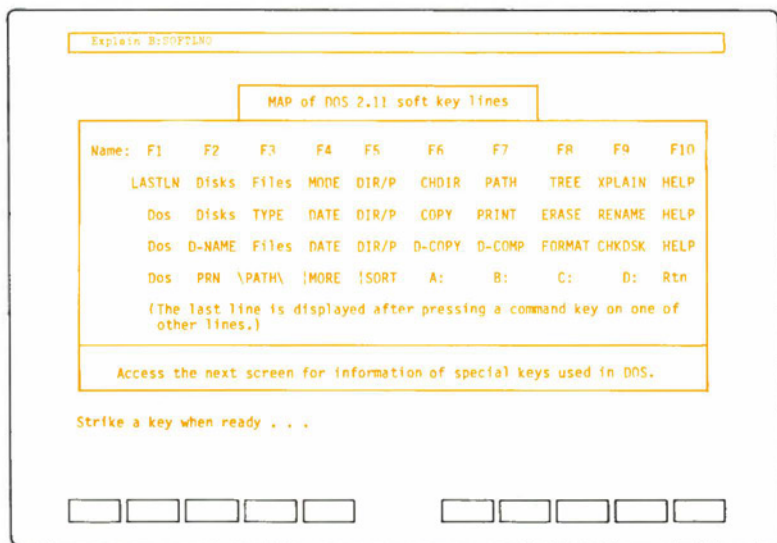 Explain B:SOFTLNO
MAP of DOS 2.11 soft key lines
Name: F1 F2 F3 F4 F5 F6 F7 F8 F9 F10
LASTLN Disks Files MODE DIR/P CHDIR PATH TREE XPLAIN HELP
Dos Disks TYPE DATE DIR/P COPY PRINT ERASE RENAME HELP
Dos D-NAME Files DATE DIR/P D-COPY D-COMP FORMAT CHKDSK HELP
Dos PRN \PATH\ |MORE |SORT A: B: C: D: Rtn
(The last line is displayed after pressing a command key on one of
other lines.)
Access the next screen for information of special keys used in DOS.
Strike a key when ready . . .